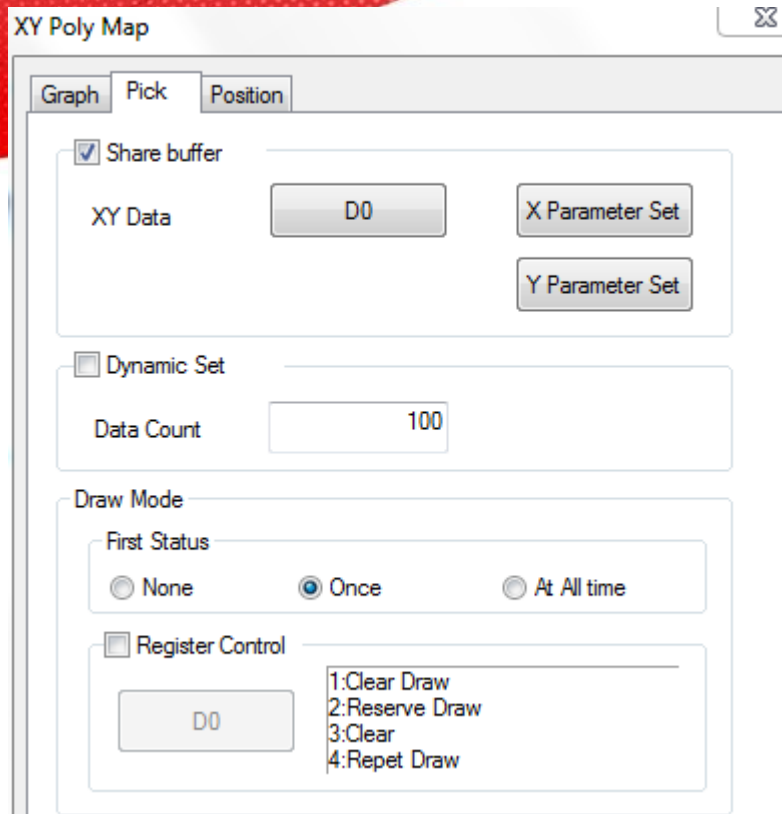 XY Poly Map
Graph Pick Position
Share buffer
XY Data D0 X Parameter Set
Y Parameter Set
Dynamic Set
Data Count 100
Draw Mode
First Status
None Once At All time
Register Control
D0
1:Clear Draw
2:Reserve Draw
3:Clear
4:Repet Draw